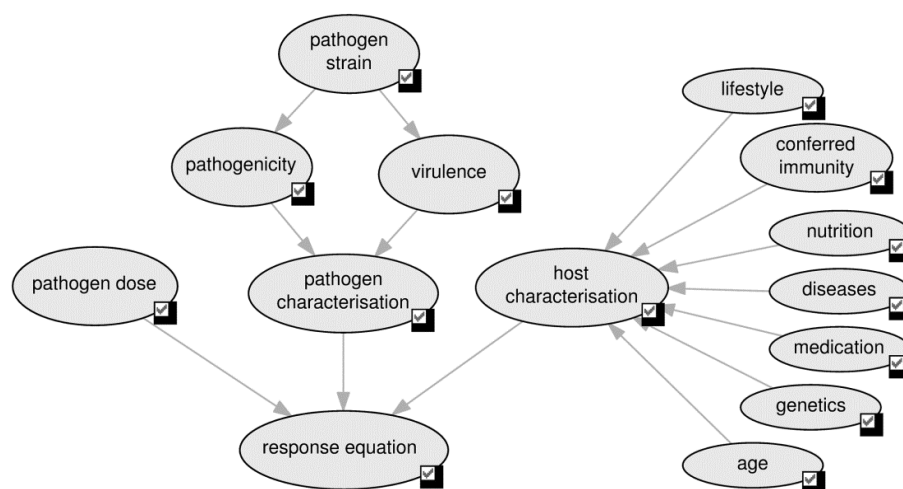 pathogen
strain
lifestyle
conferred
immunity
pathogenicity
virulence
nutrition
pathogen dose
pathogen
characterisation
host
characterisation
diseases
medication
genetics
response equation
age